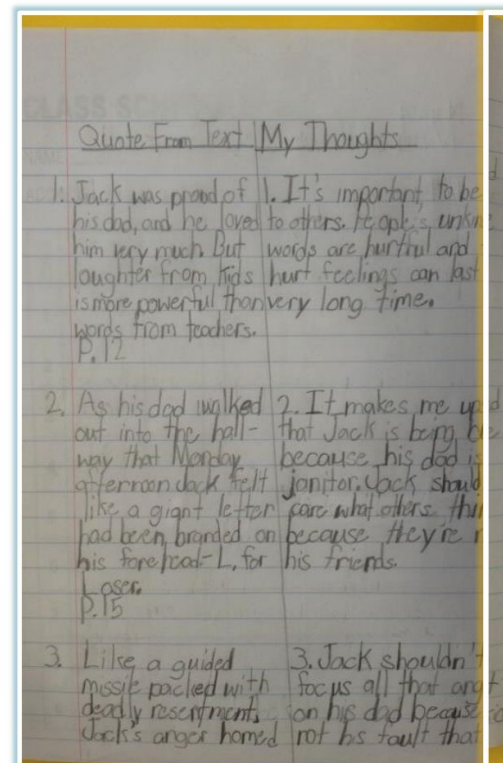 Quote From Text | My Thoughts
1. Jack was proud of
his dad, and he loved
him very much. But
laughter from kids
is more powerful than
words from teachers.
P. 12
1. It's important to be
to others. People's
words are hurtful and
hurt feelings can last
very long time.
2. As his dad walked
out into the hall-
way that Monday
afternoon Jack felt
like a giant letter
had been branded on
his forehead-L, for
Loser.
P. 15
2. It makes me
that Jack is being
because his dad is
janitor. Jack should
care what others
because they're
his friends.
3. Like a guided
missile packed with
deadly resentment,
Jack's anger homed
3. Jack shouldn't
focus all that
on his dad because
not his fault that